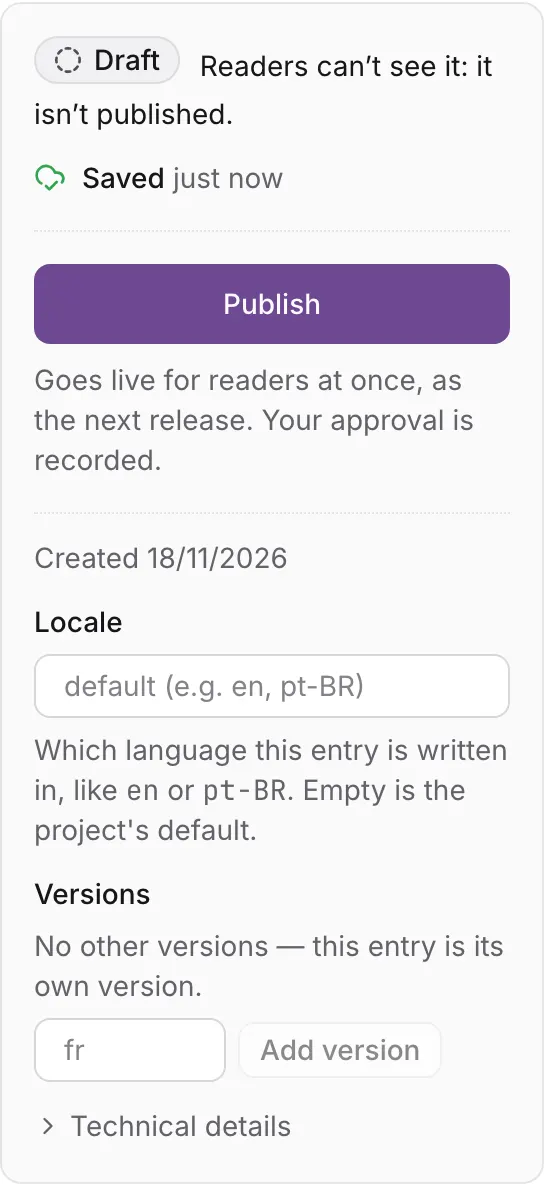 Draft Readers can’t see it: it
isn’t published.
Saved just now
Publish
Goes live for readers at once, as
the next release. Your approval is
recorded.
Created 18/11/2026
Locale
default (e.g. en, pt-BR)
Which language this entry is written
in, like en or pt-BR. Empty is the
project's default.
Versions
No other versions — this entry is its
own version.
fr Add version
Technical details